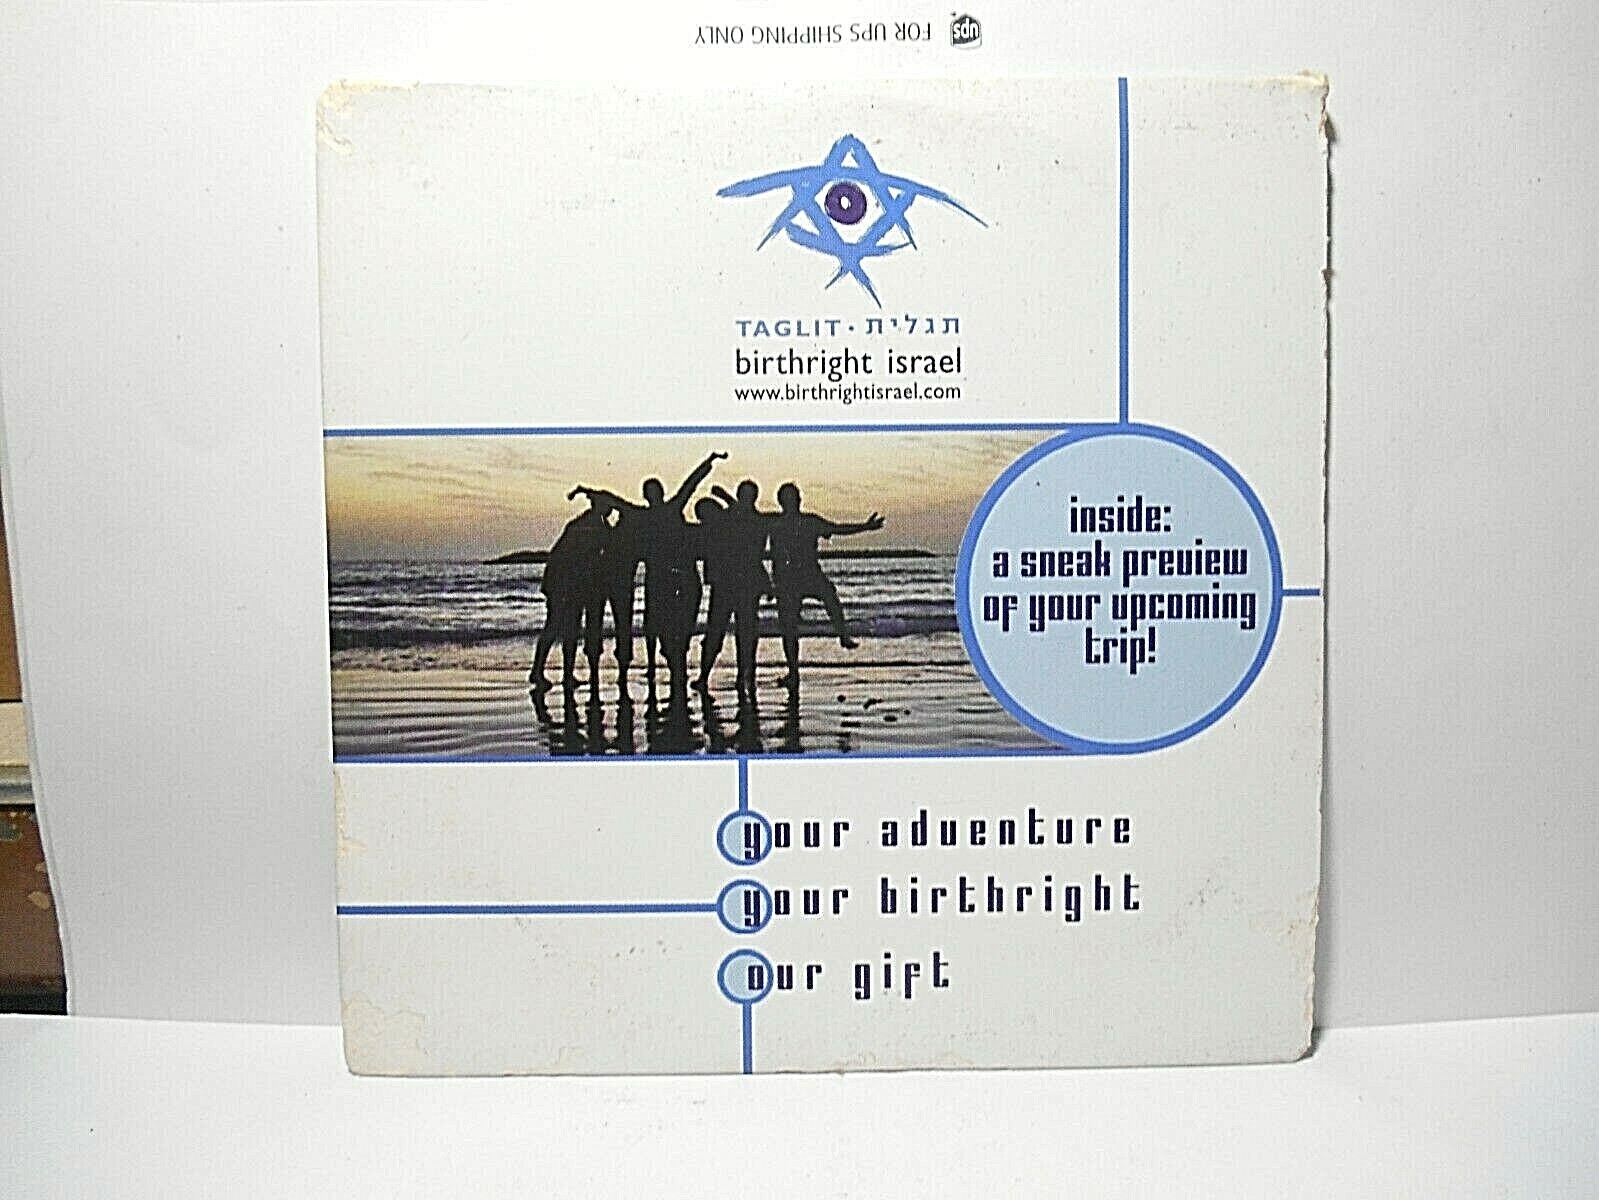 FOR UPS SHIPPING ONLY ups
TAGLIT · תגלית
birthright israel
www.birthrightisrael.com
inside:
a sneak preview
of your upcoming
trip!
your adventure
your birthright
our gift